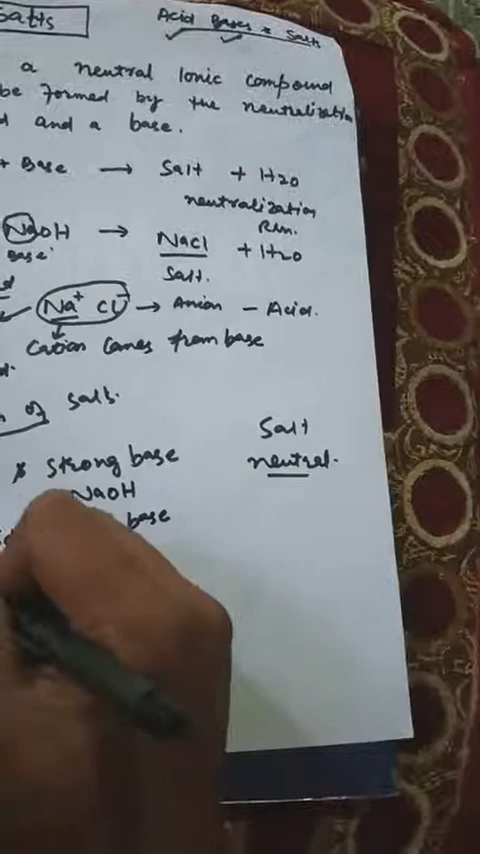 Salts
Acid Bases & Salts
a neutral Ionic compound
be formed by the neutralization
and a base.
+ Base → Salt + H2O
neutralization
Rxn.
NaOH → NaCl + H2O
Base
Salt.
Na+ Cl- → Anion - Acid.
Cation comes from base
of Salts.
Salt
Strong base neutral.
NaOH
base